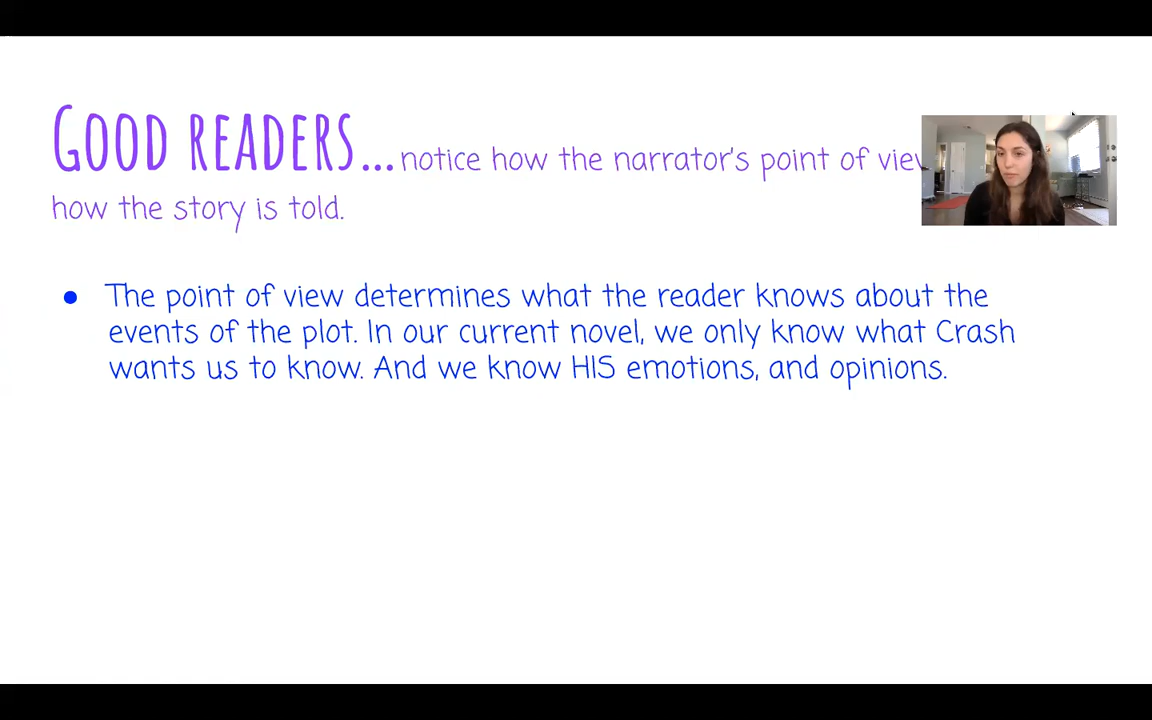 Good readers... notice how the narrator's point of
how the story is told.
● The point of view determines what the reader knows about the
events of the plot. In our current novel, we only know what Crash
wants us to know. And we know HIS emotions, and opinions.